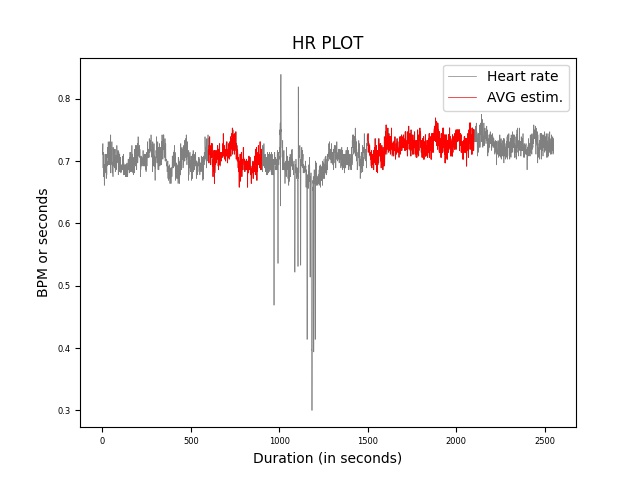 HR PLOT
Heart rate
AVG estim.
0.8
0.7
0.6
0.5
0.4
0.3
BPM or seconds
0 500 1000 1500 2000 2500
Duration (in seconds)